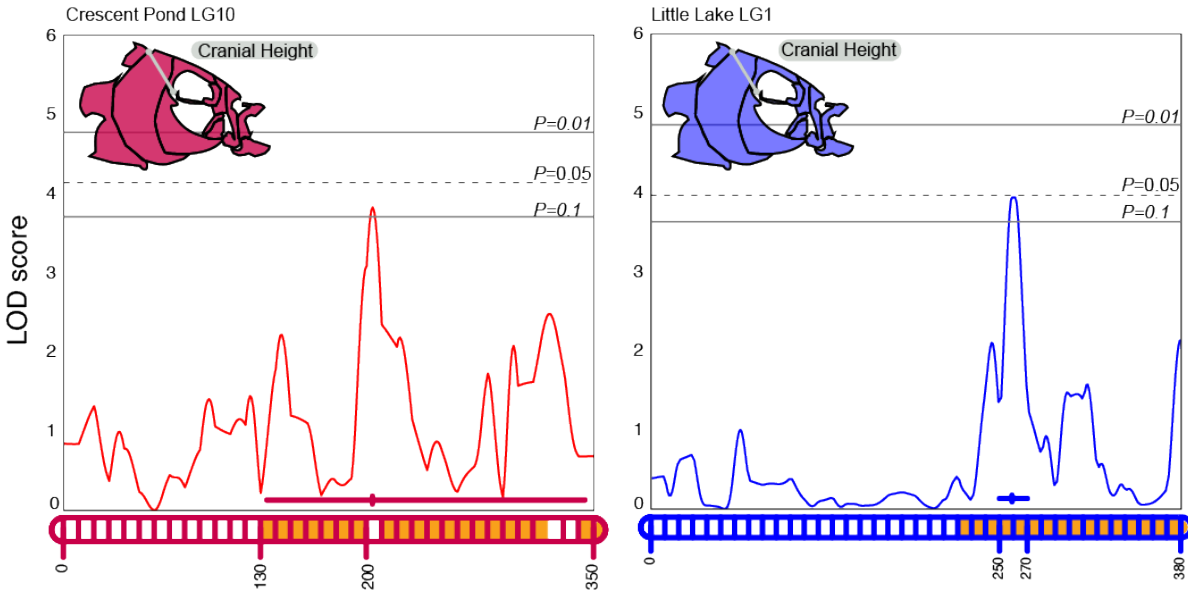 Crescent Pond LG10
Little Lake LG1
Cranial Height
Cranial Height
LOD score
6
5
4
3
2
1
0
P=0.01
P=0.05
P=0.1
0
130
200
350
6
5
4
3
2
1
0
P=0.01
P=0.05
P=0.1
0
250
270
380